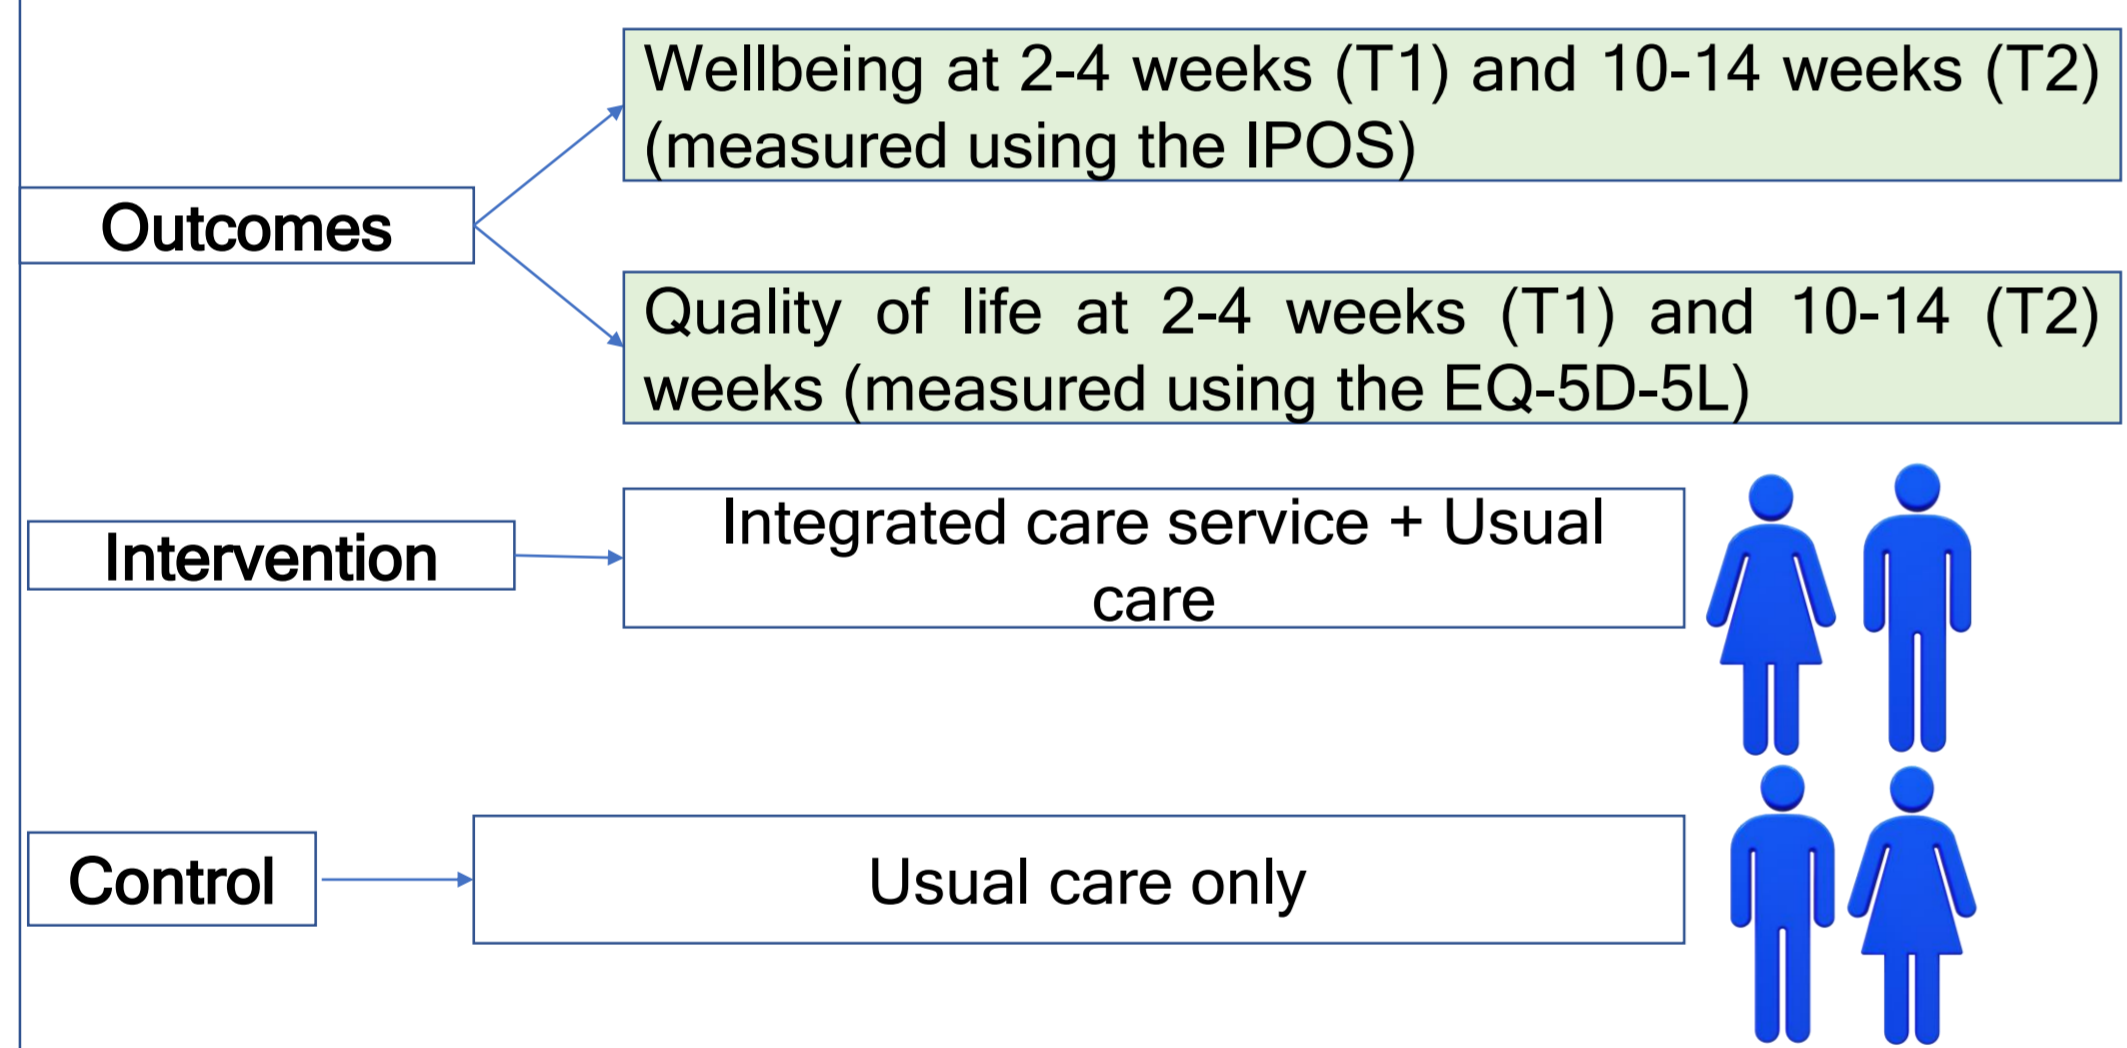 Wellbeing at 2-4 weeks (T1) and 10-14 weeks (T2)
(measured using the IPOS)
Outcomes
Quality of life at 2-4 weeks (T1) and 10-14 (T2)
weeks (measured using the EQ-5D-5L)
Intervention
Integrated care service + Usual
care
Control
Usual care only